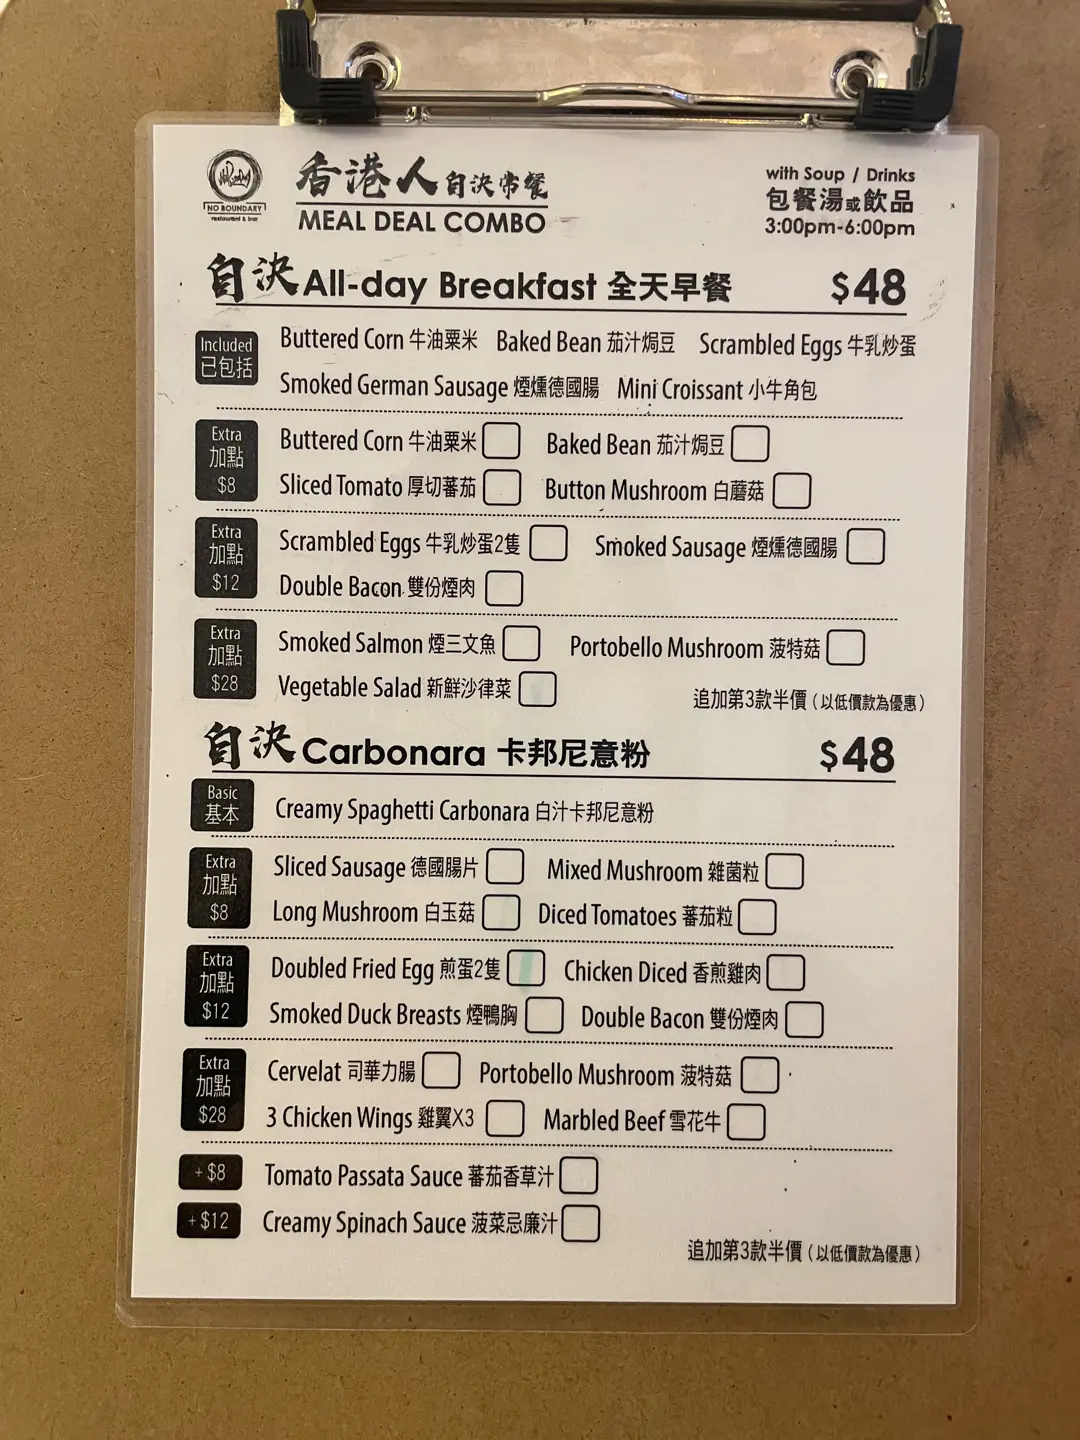 NO BOUNDARY
restaurant & bar
香港人自決常餐
MEAL DEAL COMBO
with Soup / Drinks
包餐湯或飲品
3:00pm-6:00pm
自決 All-day Breakfast 全天早餐 $48
Included
已包括
Buttered Corn 牛油粟米 Baked Bean 茄汁焗豆 Scrambled Eggs 牛乳炒蛋
Smoked German Sausage 煙燻德國腸 Mini Croissant 小牛角包
Extra
加點
$8
Buttered Corn 牛油粟米 Baked Bean 茄汁焗豆
Sliced Tomato 厚切蕃茄 Button Mushroom 白蘑菇
Extra
加點
$12
Scrambled Eggs 牛乳炒蛋2隻 Smoked Sausage 煙燻德國腸
Double Bacon 雙份煙肉
Extra
加點
$28
Smoked Salmon 煙三文魚 Portobello Mushroom 菠特菇
Vegetable Salad 新鮮沙律菜
追加第3款半價（以低價款為優惠）
自決 Carbonara 卡邦尼意粉 $48
Basic
基本
Creamy Spaghetti Carbonara 白汁卡邦尼意粉
Extra
加點
$8
Sliced Sausage 德國腸片 Mixed Mushroom 雜菌粒
Long Mushroom 白玉菇 Diced Tomatoes 蕃茄粒
Extra
加點
$12
Doubled Fried Egg 煎蛋2隻 Chicken Diced 香煎雞肉
Smoked Duck Breasts 煙鴨胸 Double Bacon 雙份煙肉
Extra
加點
$28
Cervelat 司華力腸 Portobello Mushroom 菠特菇
3 Chicken Wings 雞翼X3 Marbled Beef 雪花牛
+ $8 Tomato Passata Sauce 蕃茄香草汁
+ $12 Creamy Spinach Sauce 菠菜忌廉汁
追加第3款半價（以低價款為優惠）